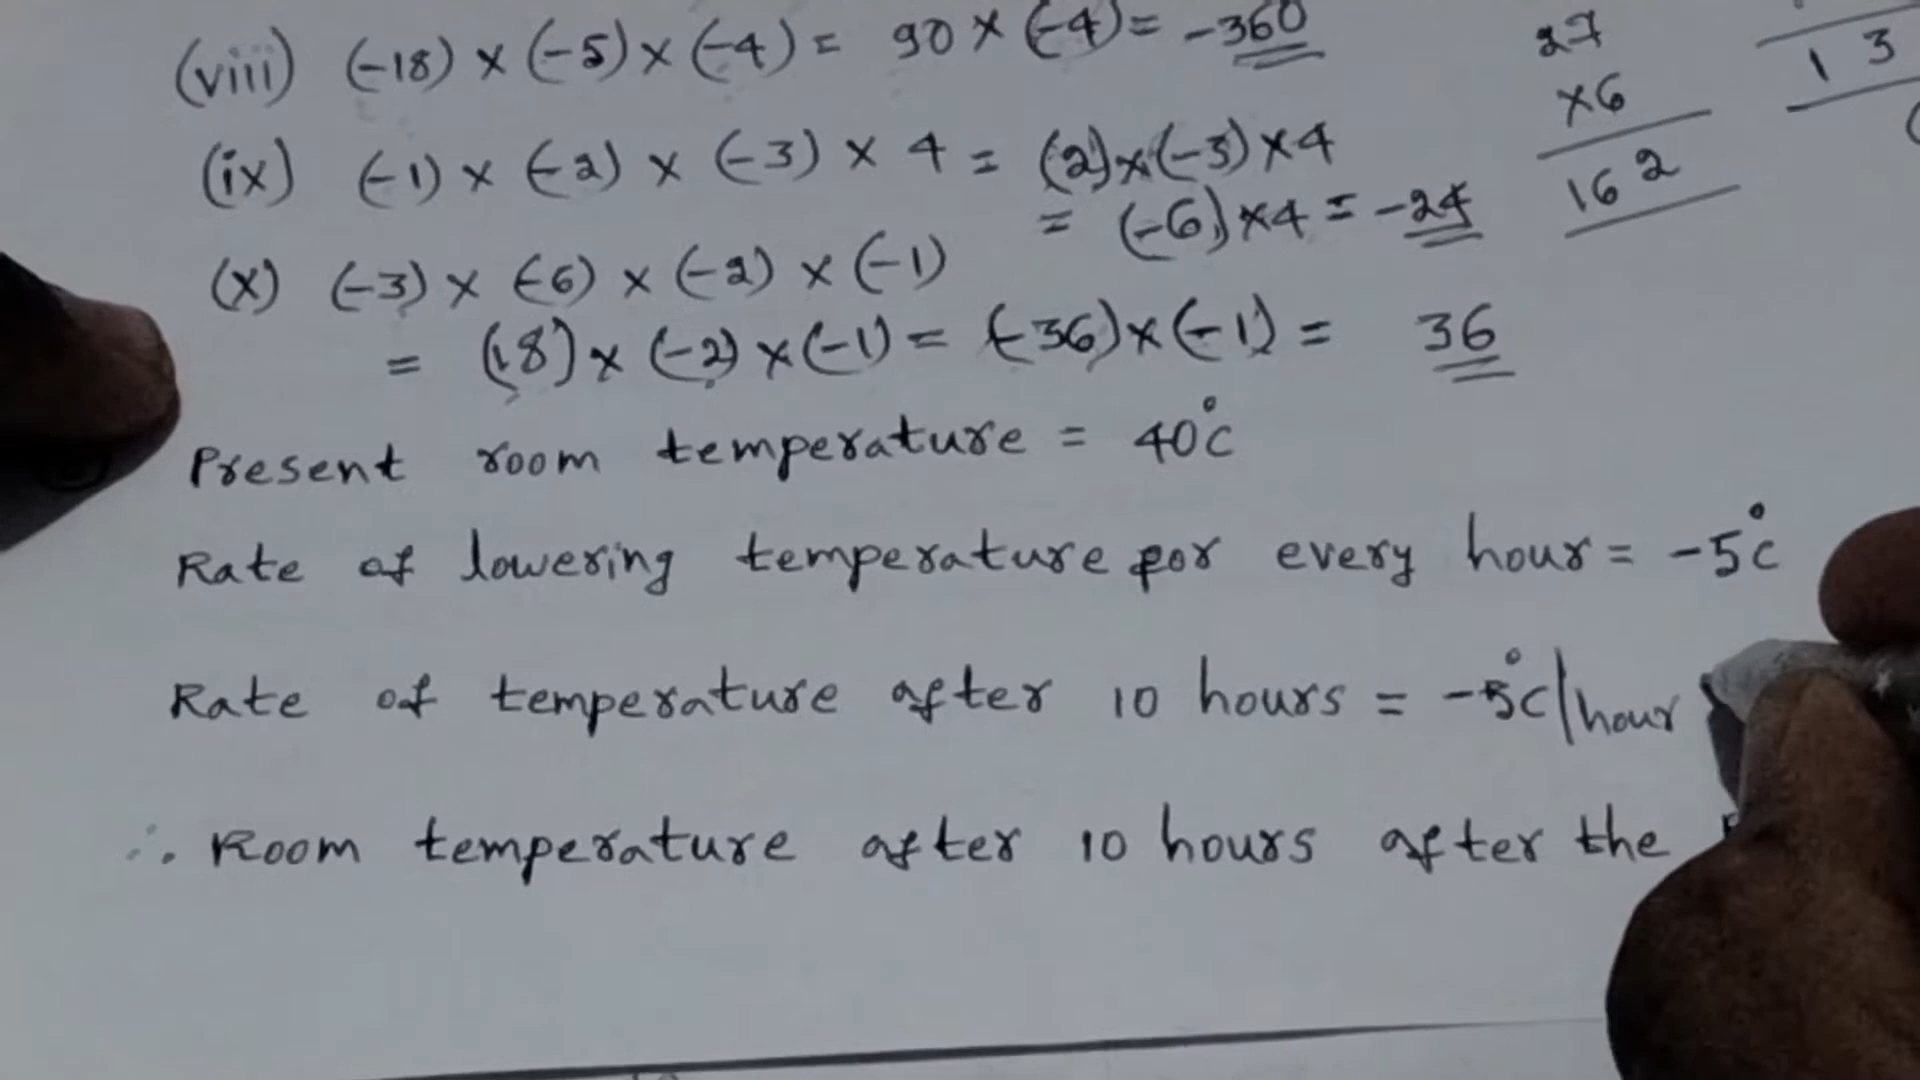 (viii) (-18) × (-5) × (-4) = 90 × (-4) = -360
(ix) (-1) × (-2) × (-3) × 4 = (2) × (-3) × 4
= (-6) × 4 = -24
(x) (-3) × (-6) × (-2) × (-1)
= (18) × (-2) × (-1) = (-36) × (-1) = 36
27
×6
162
1 3
Present room temperature = 40°C
Rate of lowering temperature for every hour = -5°C
Rate of temperature after 10 hours = -5°C/hour
∴ Room temperature after 10 hours after the